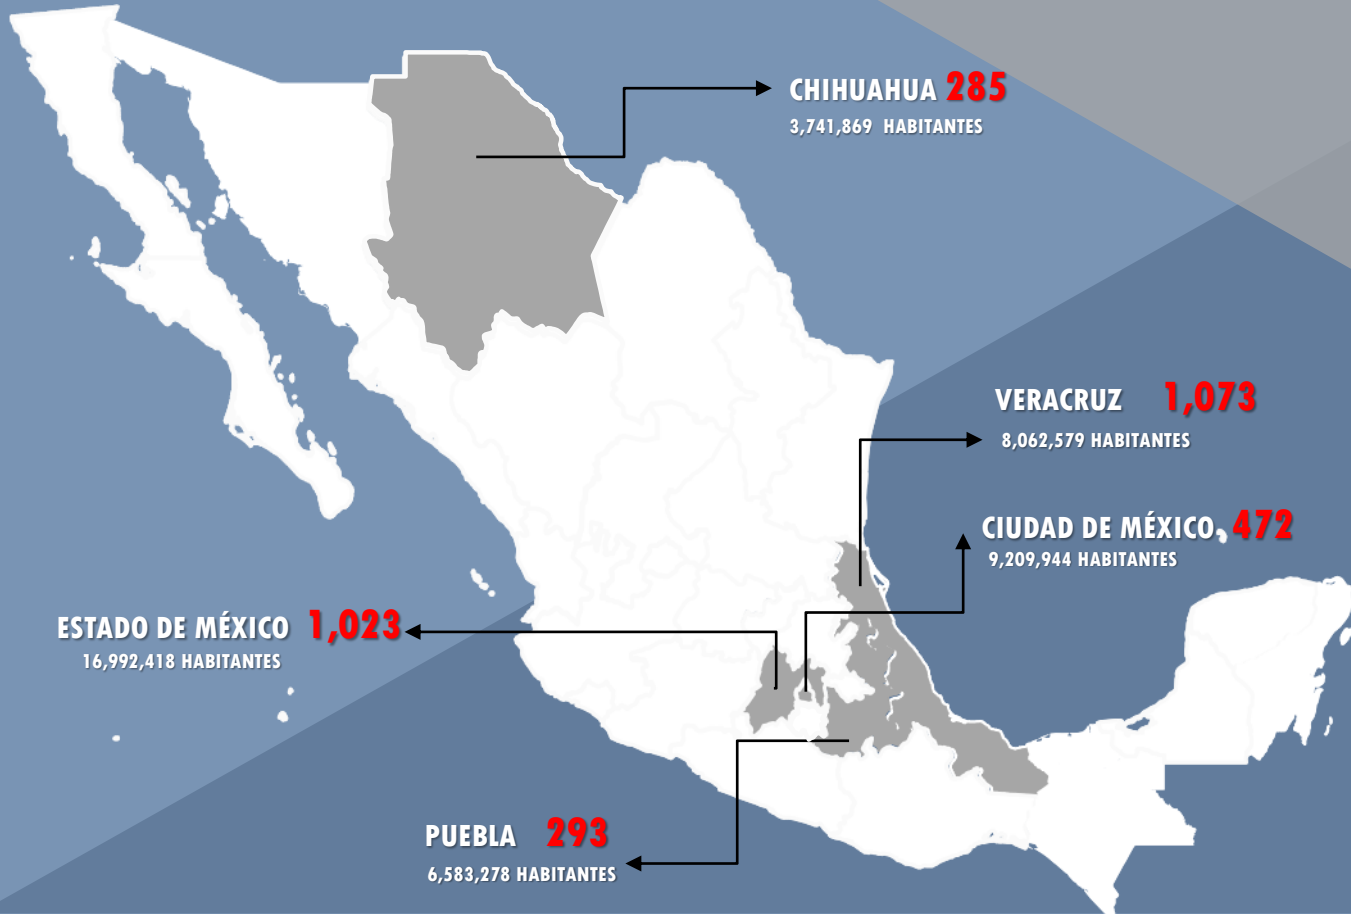 CHIHUAHUA 285
3,741,869 HABITANTES
VERACRUZ 1,073
8,062,579 HABITANTES
CIUDAD DE MÉXICO 472
9,209,944 HABITANTES
ESTADO DE MÉXICO 1,023
16,992,418 HABITANTES
PUEBLA 293
6,583,278 HABITANTES